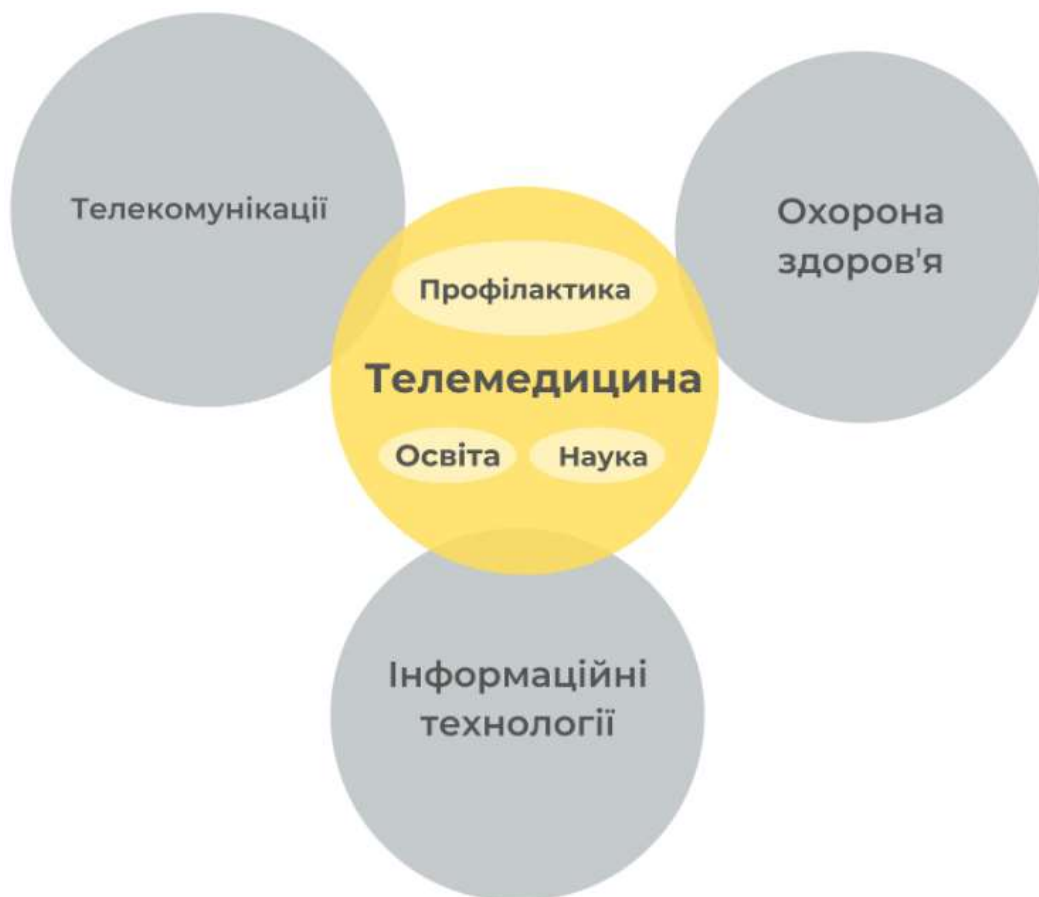 Телекомунікації
Охорона
здоров'я
Профілактика
Телемедицина
Освіта
Наука
Інформаційні
технології